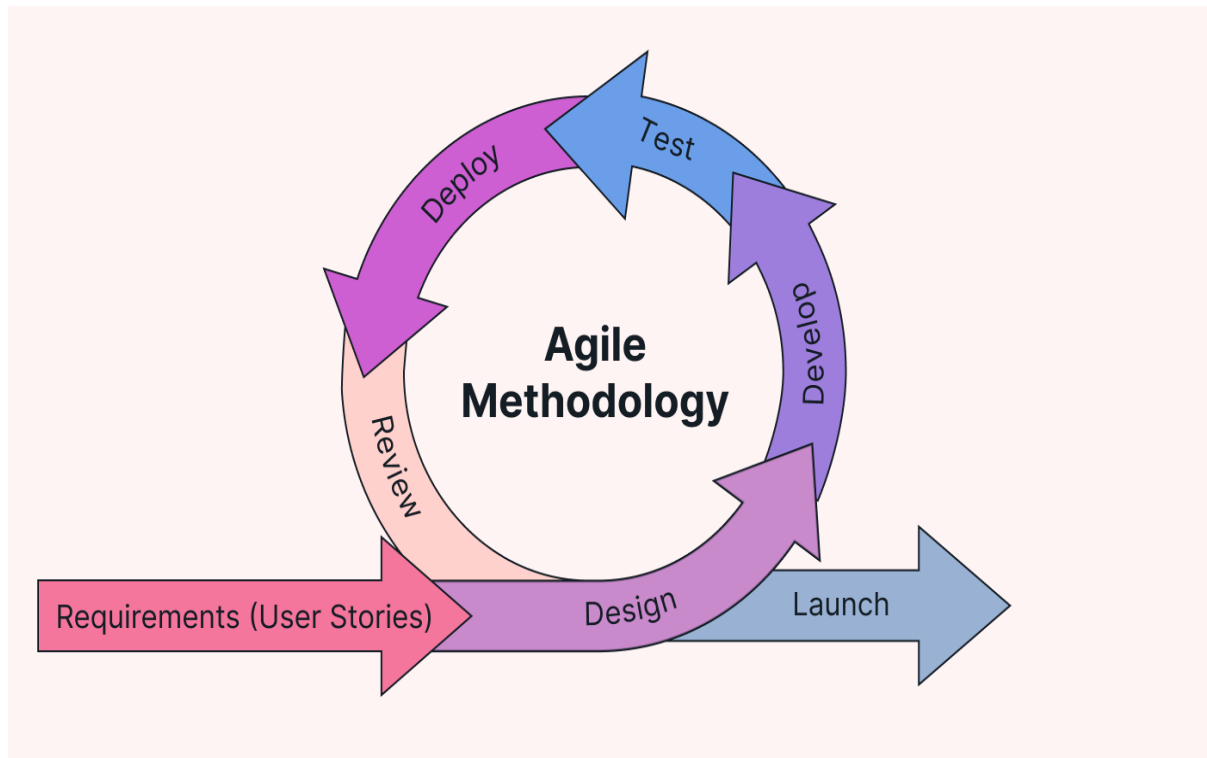 Test
Deploy
Develop
Agile
Methodology
Review
Requirements (User Stories)
Design
Launch